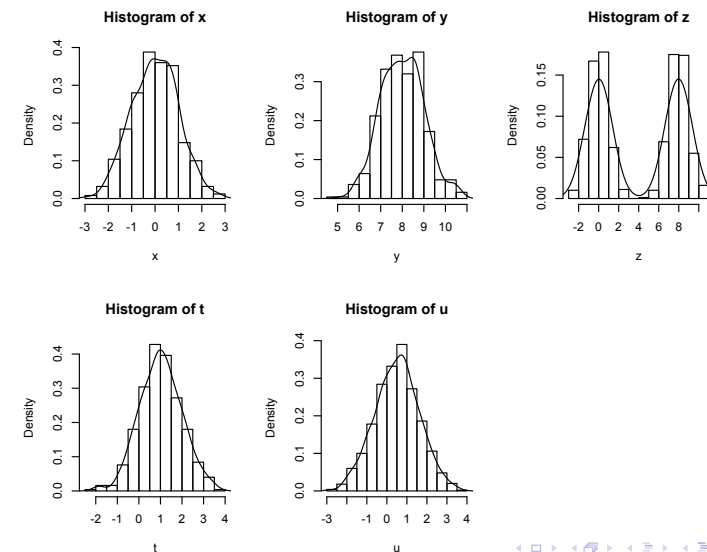 Histogram of x
Density
0.0 0.1 0.2 0.3 0.4
-3 -2 -1 0 1 2 3
x
Histogram of y
Density
0.0 0.1 0.2 0.3
5 6 7 8 9 10
y
Histogram of z
Density
0.00 0.05 0.10 0.15
-2 0 2 4 6 8
z
Histogram of t
Density
0.0 0.1 0.2 0.3 0.4
-2 -1 0 1 2 3 4
t
Histogram of u
Density
0.0 0.1 0.2 0.3 0.4
-3 -1 0 1 2 3 4
u